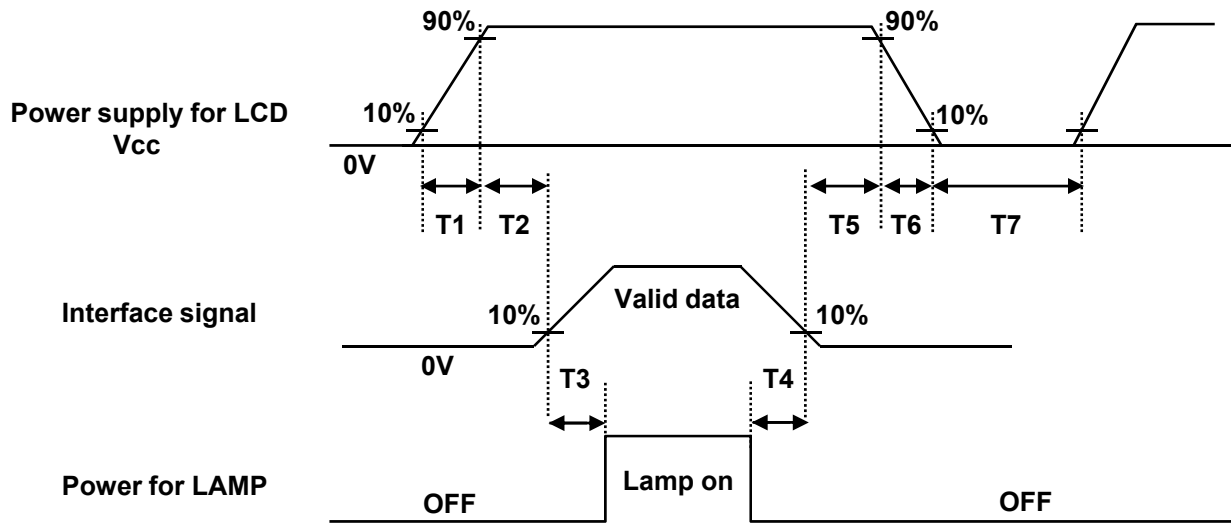 90%
90%
10%
Power supply for LCD
Vcc
10%
0V
T1
T2
T5
T6
T7
Interface signal
Valid data
10%
10%
0V
T3
T4
Power for LAMP
Lamp on
OFF
OFF